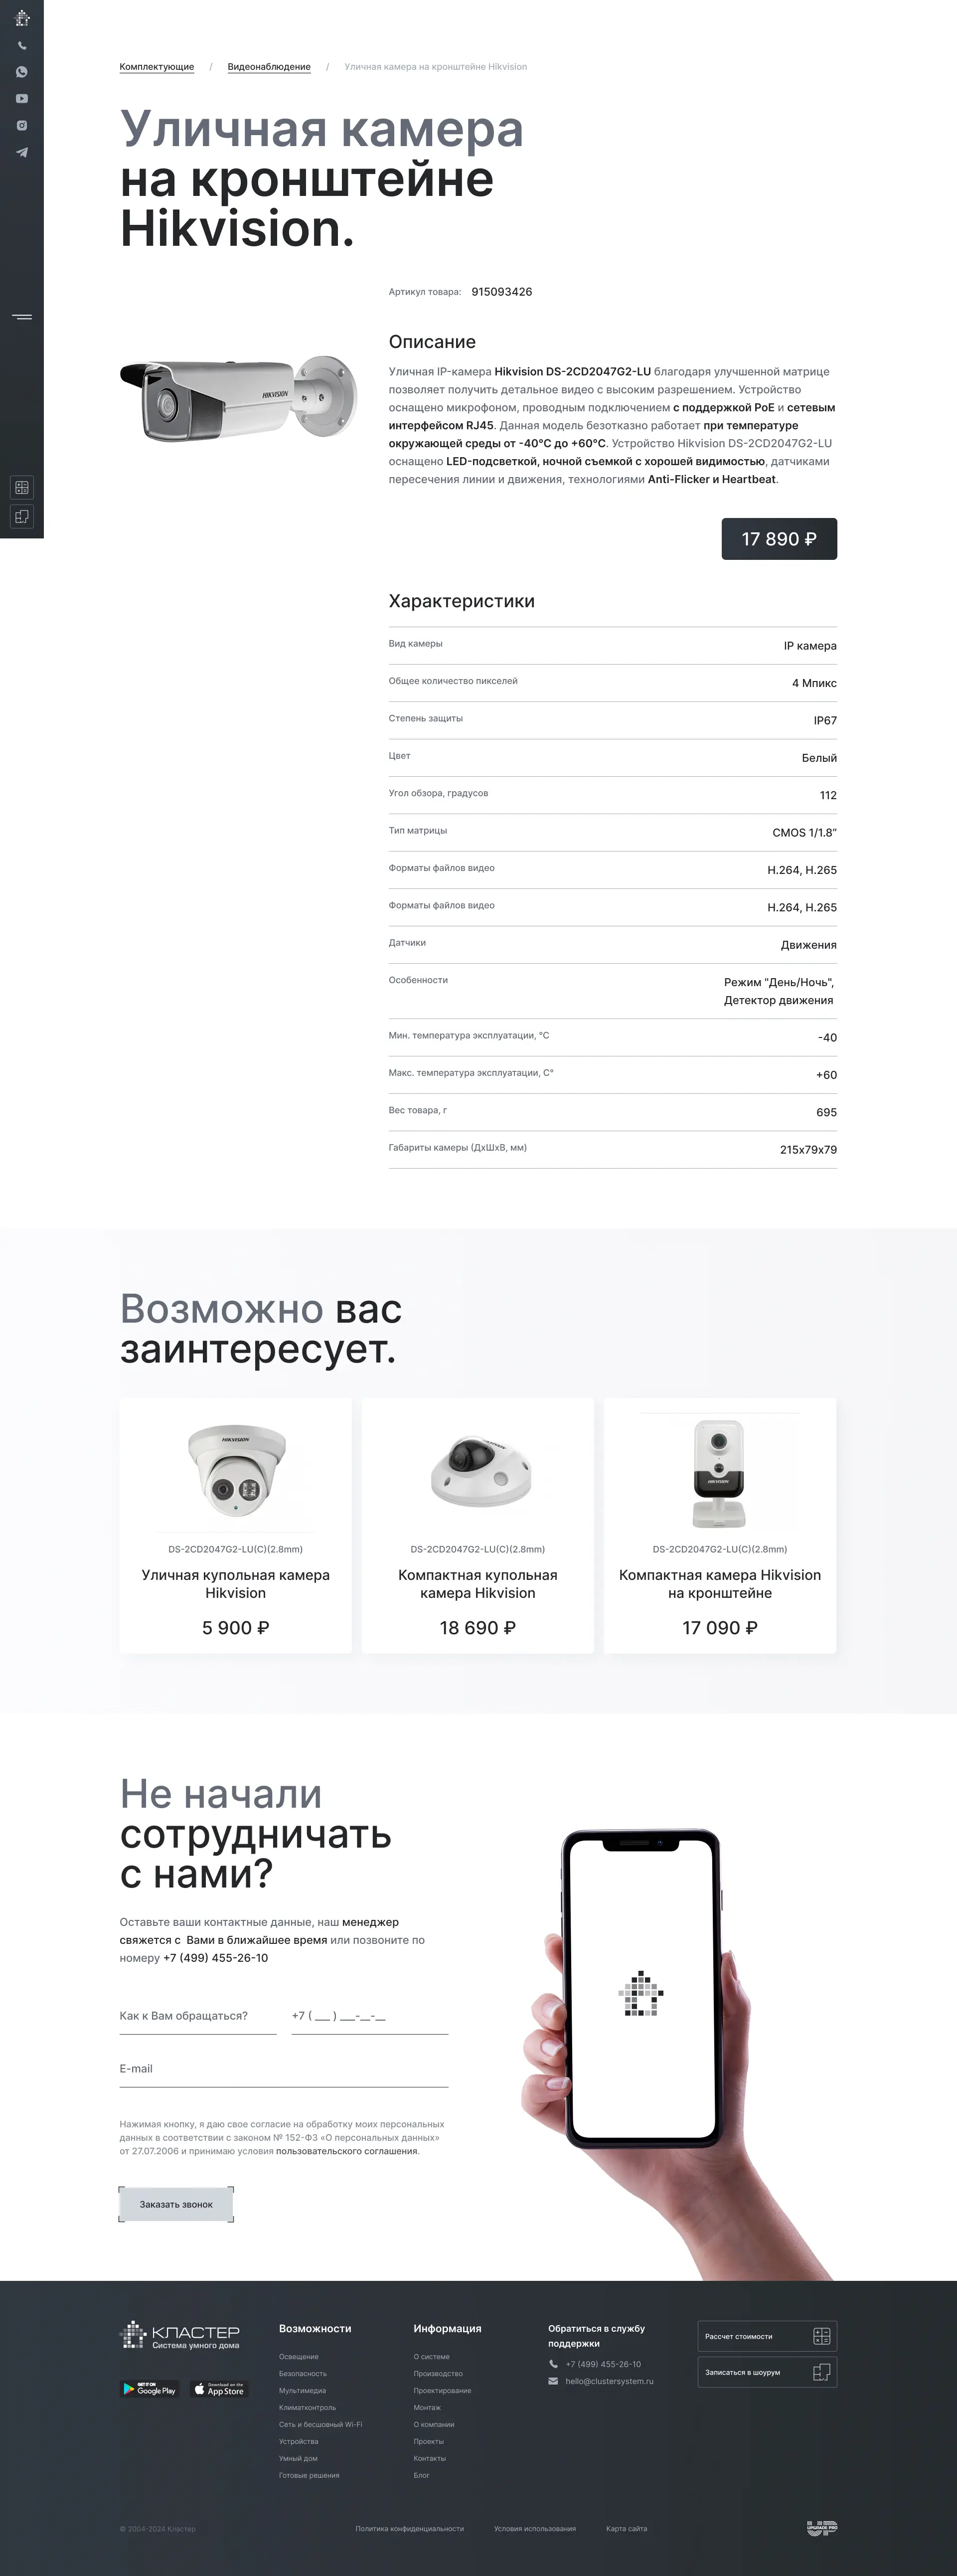 Комплектующие / Видеонаблюдение / Уличная камера на кронштейне Hikvision
Уличная камера
на кронштейне
Hikvision.
Артикул товара: 915093426
HIKVISION
Описание
Уличная IP-камера Hikvision DS-2CD2047G2-LU благодаря улучшенной матрице
позволяет получить детальное видео с высоким разрешением. Устройство
оснащено микрофоном, проводным подключением с поддержкой PoE и сетевым
интерфейсом RJ45. Данная модель безотказно работает при температуре
окружающей среды от -40°C до +60°C. Устройство Hikvision DS-2CD2047G2-LU
оснащено LED-подсветкой, ночной съемкой с хорошей видимостью, датчиками
пересечения линии и движения, технологиями Anti-Flicker и Heartbeat.
17 890 ₽
Характеристики
Вид камеры IP камера
Общее количество пикселей 4 Мпикс
Степень защиты IP67
Цвет Белый
Угол обзора, градусов 112
Тип матрицы CMOS 1/1.8"
Форматы файлов видео H.264, H.265
Форматы файлов видео H.264, H.265
Датчики Движения
Особенности Режим "День/Ночь",
Детектор движения
Мин. температура эксплуатации, °C -40
Макс. температура эксплуатации, C° +60
Вес товара, г 695
Габариты камеры (ДхШхВ, мм) 215x79x79
Возможно вас
заинтересует.
HIKVISION
DS-2CD2047G2-LU(C)(2.8mm)
Уличная купольная камера
Hikvision
5 900 ₽
DS-2CD2047G2-LU(C)(2.8mm)
Компактная купольная
камера Hikvision
18 690 ₽
HIKVISION
DS-2CD2047G2-LU(C)(2.8mm)
Компактная камера Hikvision
на кронштейне
17 090 ₽
Не начали
сотрудничать
с нами?
Оставьте ваши контактные данные, наш менеджер
свяжется с Вами в ближайшее время или позвоните по
номеру +7 (499) 455-26-10
Как к Вам обращаться?
+7 ( ___ ) ___-__-__
E-mail
Нажимая кнопку, я даю свое согласие на обработку моих персональных
данных в соответствии с законом № 152-ФЗ «О персональных данных»
от 27.07.2006 и принимаю условия пользовательского соглашения.
Заказать звонок
КЛАСТЕР
Система умного дома
GET IT ON
Google Play
Download on the
App Store
Возможности
Освещение
Безопасность
Мультимедиа
Климатконтроль
Сеть и бесшовный Wi-Fi
Устройства
Умный дом
Готовые решения
Информация
О системе
Производство
Проектирование
Монтаж
О компании
Проекты
Контакты
Блог
Обратиться в службу
поддержки
+7 (499) 455-26-10
hello@clustersystem.ru
Рассчет стоимости
Записаться в шоурум
© 2004-2024 Кластер
Политика конфиденциальности
Условия использования
Карта сайта
UP
UPGRADE PRO